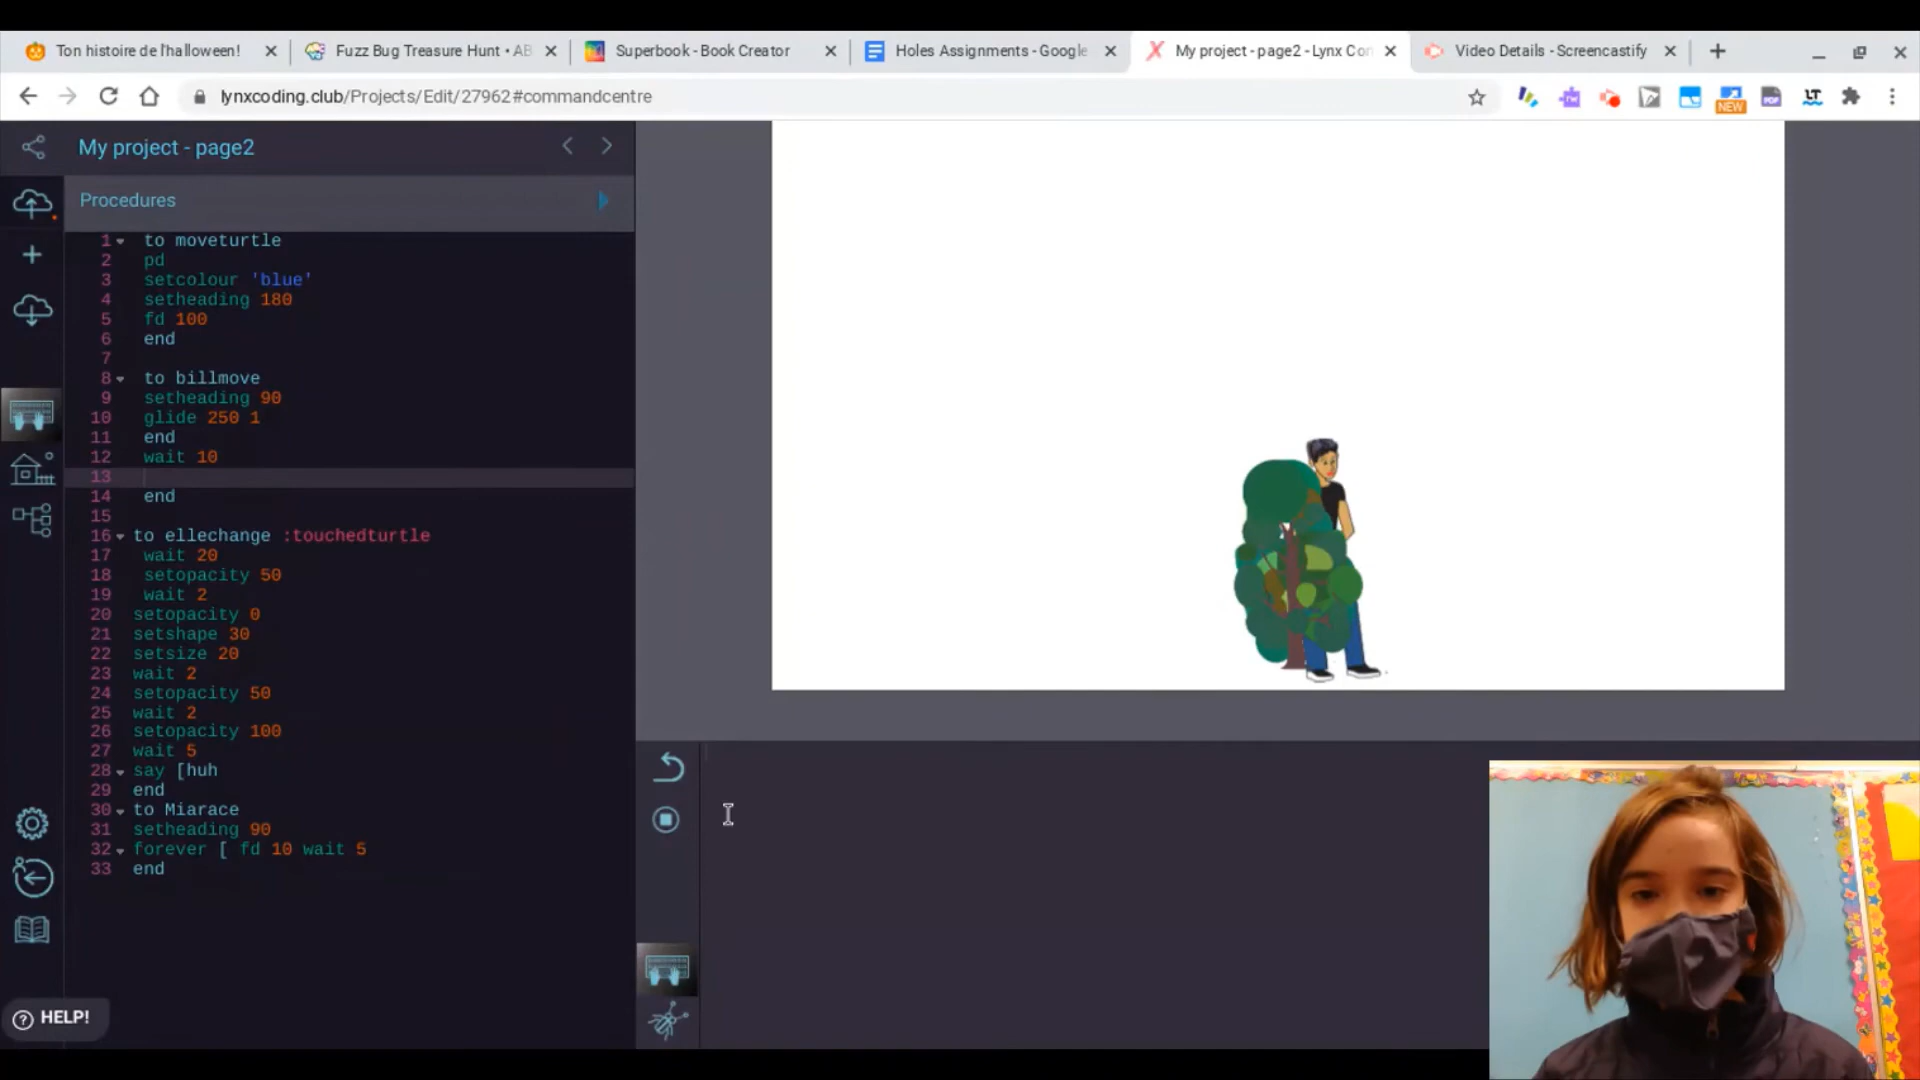 Ton histoire de l'halloween!
Fuzz Bug Treasure Hunt • AB
Superbook - Book Creator
Holes Assignments - Google
My project - page2 - Lynx Con
Video Details - Screencastify
lynxcoding.club/Projects/Edit/27962#commandcentre
NEW
PDF
LT
My project - page2
Procedures
1 to moveturtle
2 pd
3 setcolour 'blue'
4 setheading 180
5 fd 100
6 end
7
8 to billmove
9 setheading 90
10 glide 250 1
11 end
12 wait 10
13
14 end
15
16 to ellechange :touchedturtle
17 wait 20
18 setopacity 50
19 wait 2
20 setopacity 0
21 setshape 30
22 setsize 20
23 wait 2
24 setopacity 50
25 wait 2
26 setopacity 100
27 wait 5
28 say [huh
29 end
30 to Miarace
31 setheading 90
32 forever [ fd 10 wait 5
33 end
? HELP!